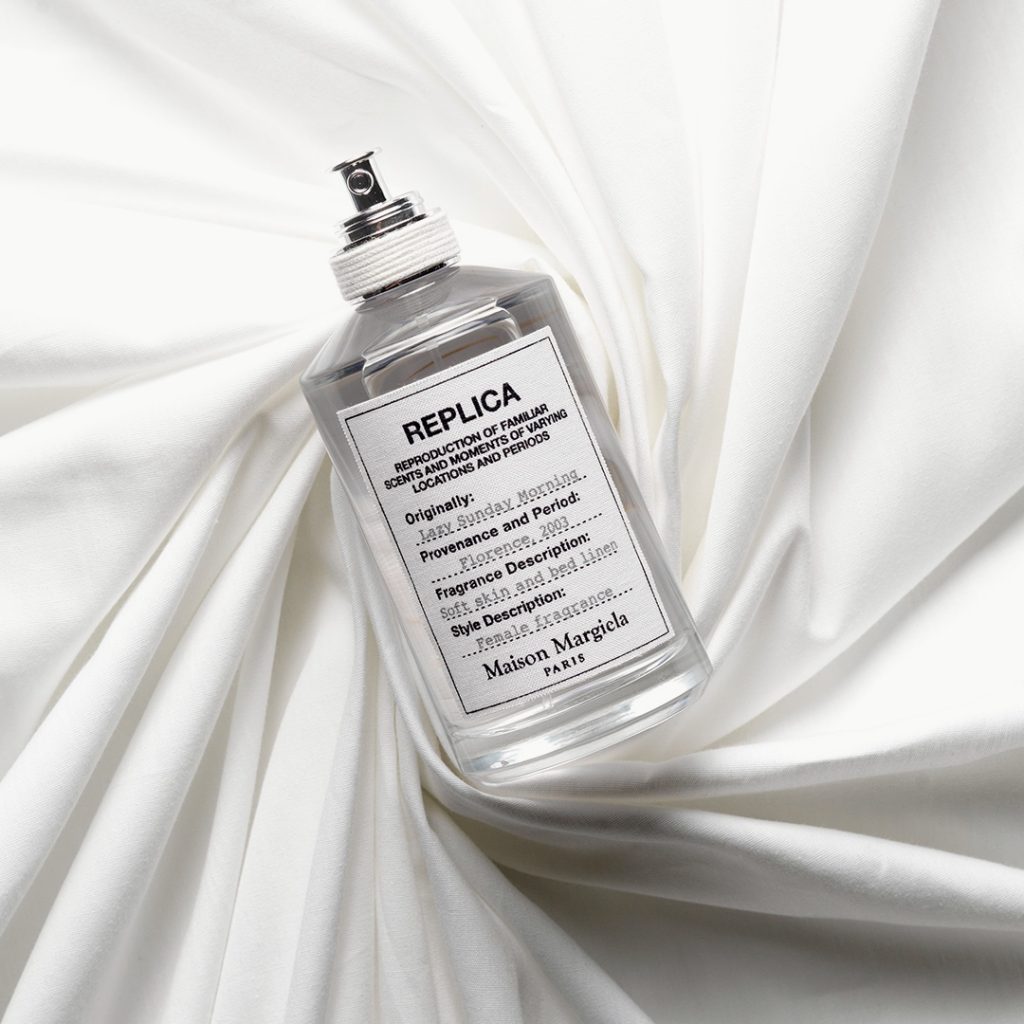 REPLICA
REPRODUCTION OF FAMILIAR
SCENTS AND MOMENTS OF VARYING
LOCATIONS AND PERIODS
Originally:
Lazy Sunday Morning
Provenance and Period:
Florence, 2003
Fragrance Description:
Soft skin and bed linen
Style Description:
Female fragrance
Maison Margiela
PARIS